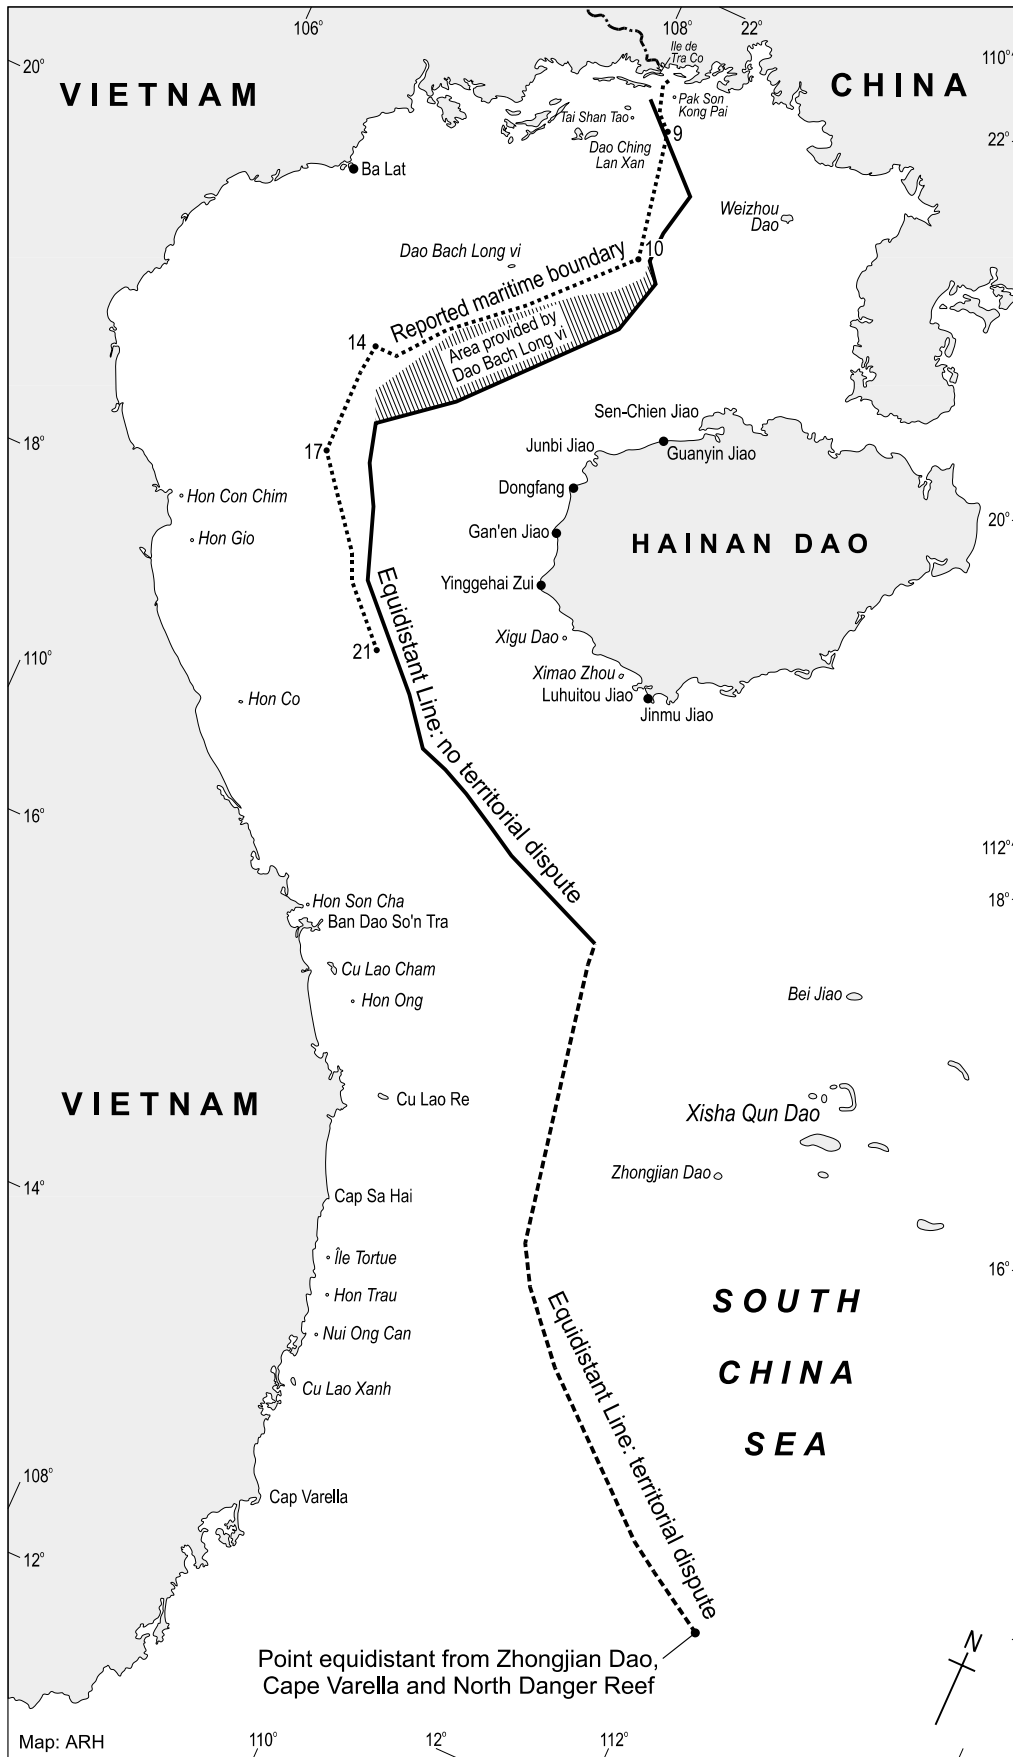 106°
108°
22°
Ile de
Tra Co
20°
110°
VIETNAM
CHINA
Pak Son
Kong Pai
Tai Shan Tao
9
Dao Ching
Lan Xan
22°
Ba Lat
Weizhou
Dao
Dao Bach Long vi
10
Reported maritime boundary
14
Area provided by
Dao Bach Long vi
Sen-Chien Jiao
18°
17
Junbi Jiao
Guanyin Jiao
Dongfang
Hon Con Chim
20°
Hon Gio
Gan'en Jiao
HAINAN DAO
Yinggehai Zui
Equidistant Line: no territorial dispute
Xigu Dao
21
110°
Ximao Zhou
Hon Co
Luhuitou Jiao
Jinmu Jiao
16°
112°
18°
Hon Son Cha
Ban Dao So'n Tra
Cu Lao Cham
Hon Ong
Bei Jiao
VIETNAM
Cu Lao Re
Xisha Qun Dao
Zhongjian Dao
14°
Cap Sa Hai
Île Tortue
16°
Hon Trau
SOUTH
CHINA
SEA
Nui Ong Can
Equidistant Line: territorial dispute
Cu Lao Xanh
108°
Cap Varella
12°
Point equidistant from Zhongjian Dao,
Cape Varella and North Danger Reef
N
Map: ARH
110°
12°
112°